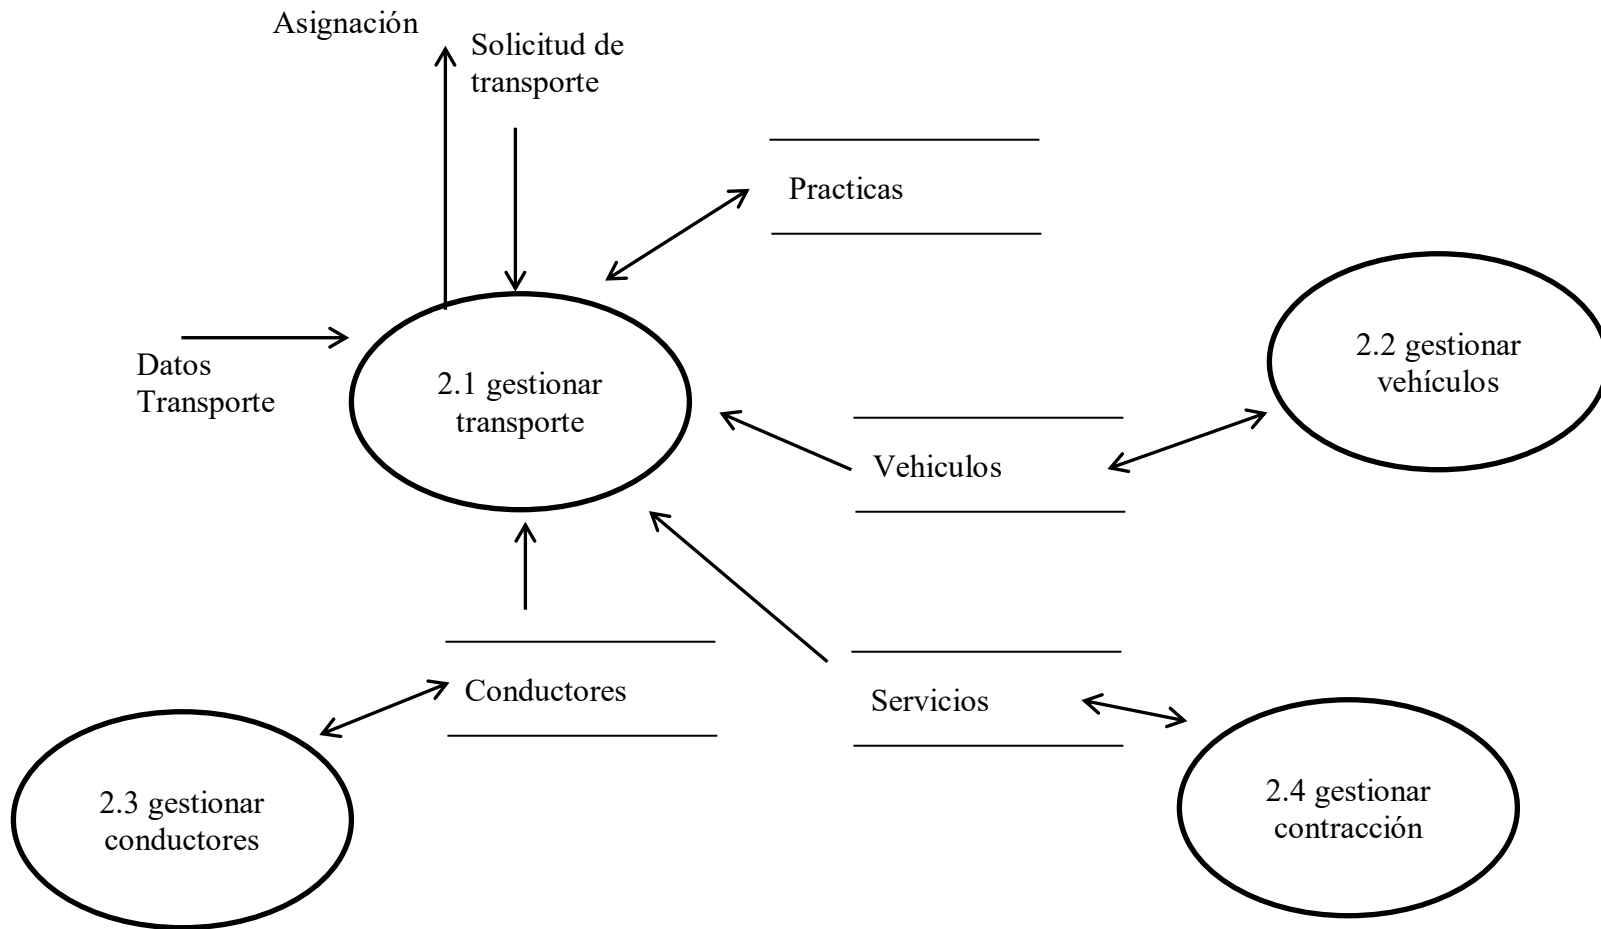 Asignación
Solicitud de
transporte
Practicas
2.2 gestionar
vehículos
Datos
Transporte
2.1 gestionar
transporte
Vehiculos
Conductores
Servicios
2.3 gestionar
conductores
2.4 gestionar
contracción